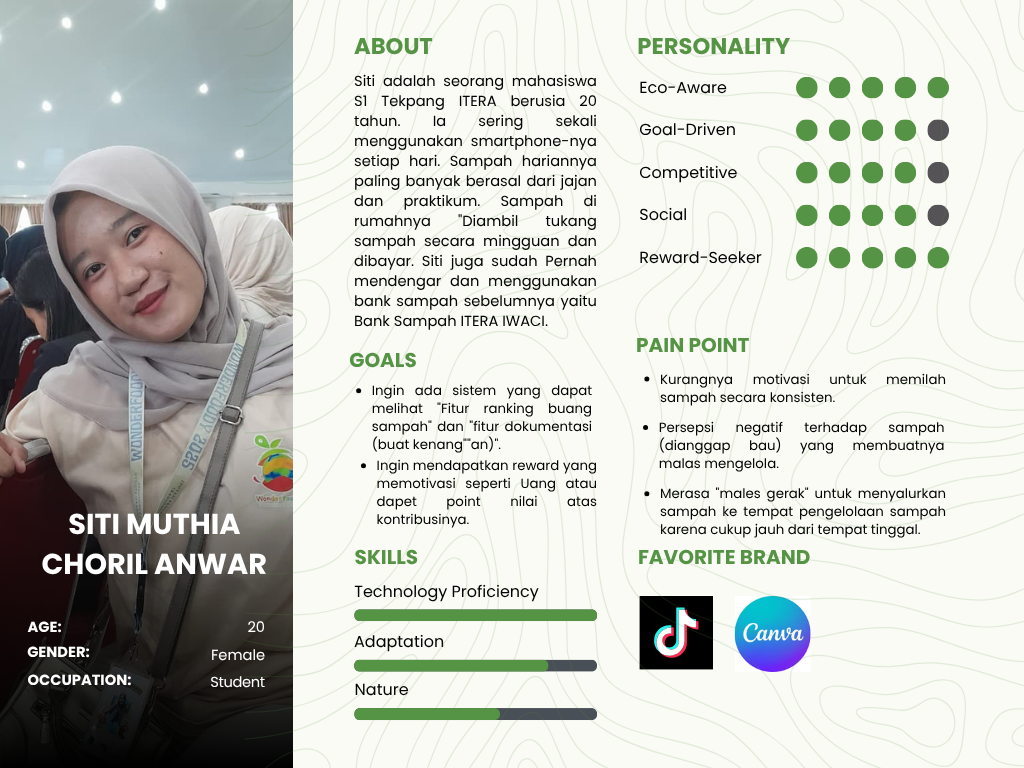 SITI MUTHIA
CHORIL ANWAR
AGE: 20
GENDER: Female
OCCUPATION: Student
ABOUT
Siti adalah seorang mahasiswa
S1 Tekpang ITERA berusia 20
tahun. Ia sering sekali
menggunakan smartphone-nya
setiap hari. Sampah hariannya
paling banyak berasal dari jajan
dan praktikum. Sampah di
rumahnya "Diambil tukang
sampah secara mingguan dan
dibayar. Siti juga sudah Pernah
mendengar dan menggunakan
bank sampah sebelumnya yaitu
Bank Sampah ITERA IWACI.
GOALS
• Ingin ada sistem yang dapat
melihat "Fitur ranking buang
sampah" dan "fitur dokumentasi
(buat kenang""an)".
• Ingin mendapatkan reward yang
memotivasi seperti Uang atau
dapet point nilai atas
kontribusinya.
SKILLS
Technology Proficiency
Adaptation
Nature
PERSONALITY
Eco-Aware
Goal-Driven
Competitive
Social
Reward-Seeker
PAIN POINT
• Kurangnya motivasi untuk memilah
sampah secara konsisten.
• Persepsi negatif terhadap sampah
(dianggap bau) yang membuatnya
malas mengelola.
• Merasa "males gerak" untuk menyalurkan
sampah ke tempat pengelolaan sampah
karena cukup jauh dari tempat tinggal.
FAVORITE BRAND
Canva
WONDERFOOD